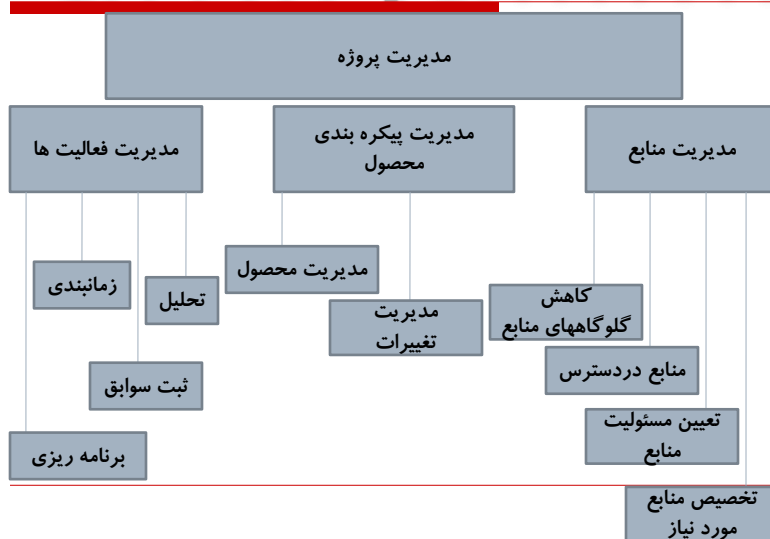 مدیریت پروژه
مدیریت منابع
مدیریت پیکره بندی
محصول
مدیریت فعالیت ها
کاهش
گلوگاههای منابع
منابع دردسترس
تعیین مسئولیت
منابع
تخصیص منابع
مورد نیاز
مدیریت محصول
مدیریت
تغییرات
تحلیل
زمانبندی
ثبت سوابق
برنامه ریزی